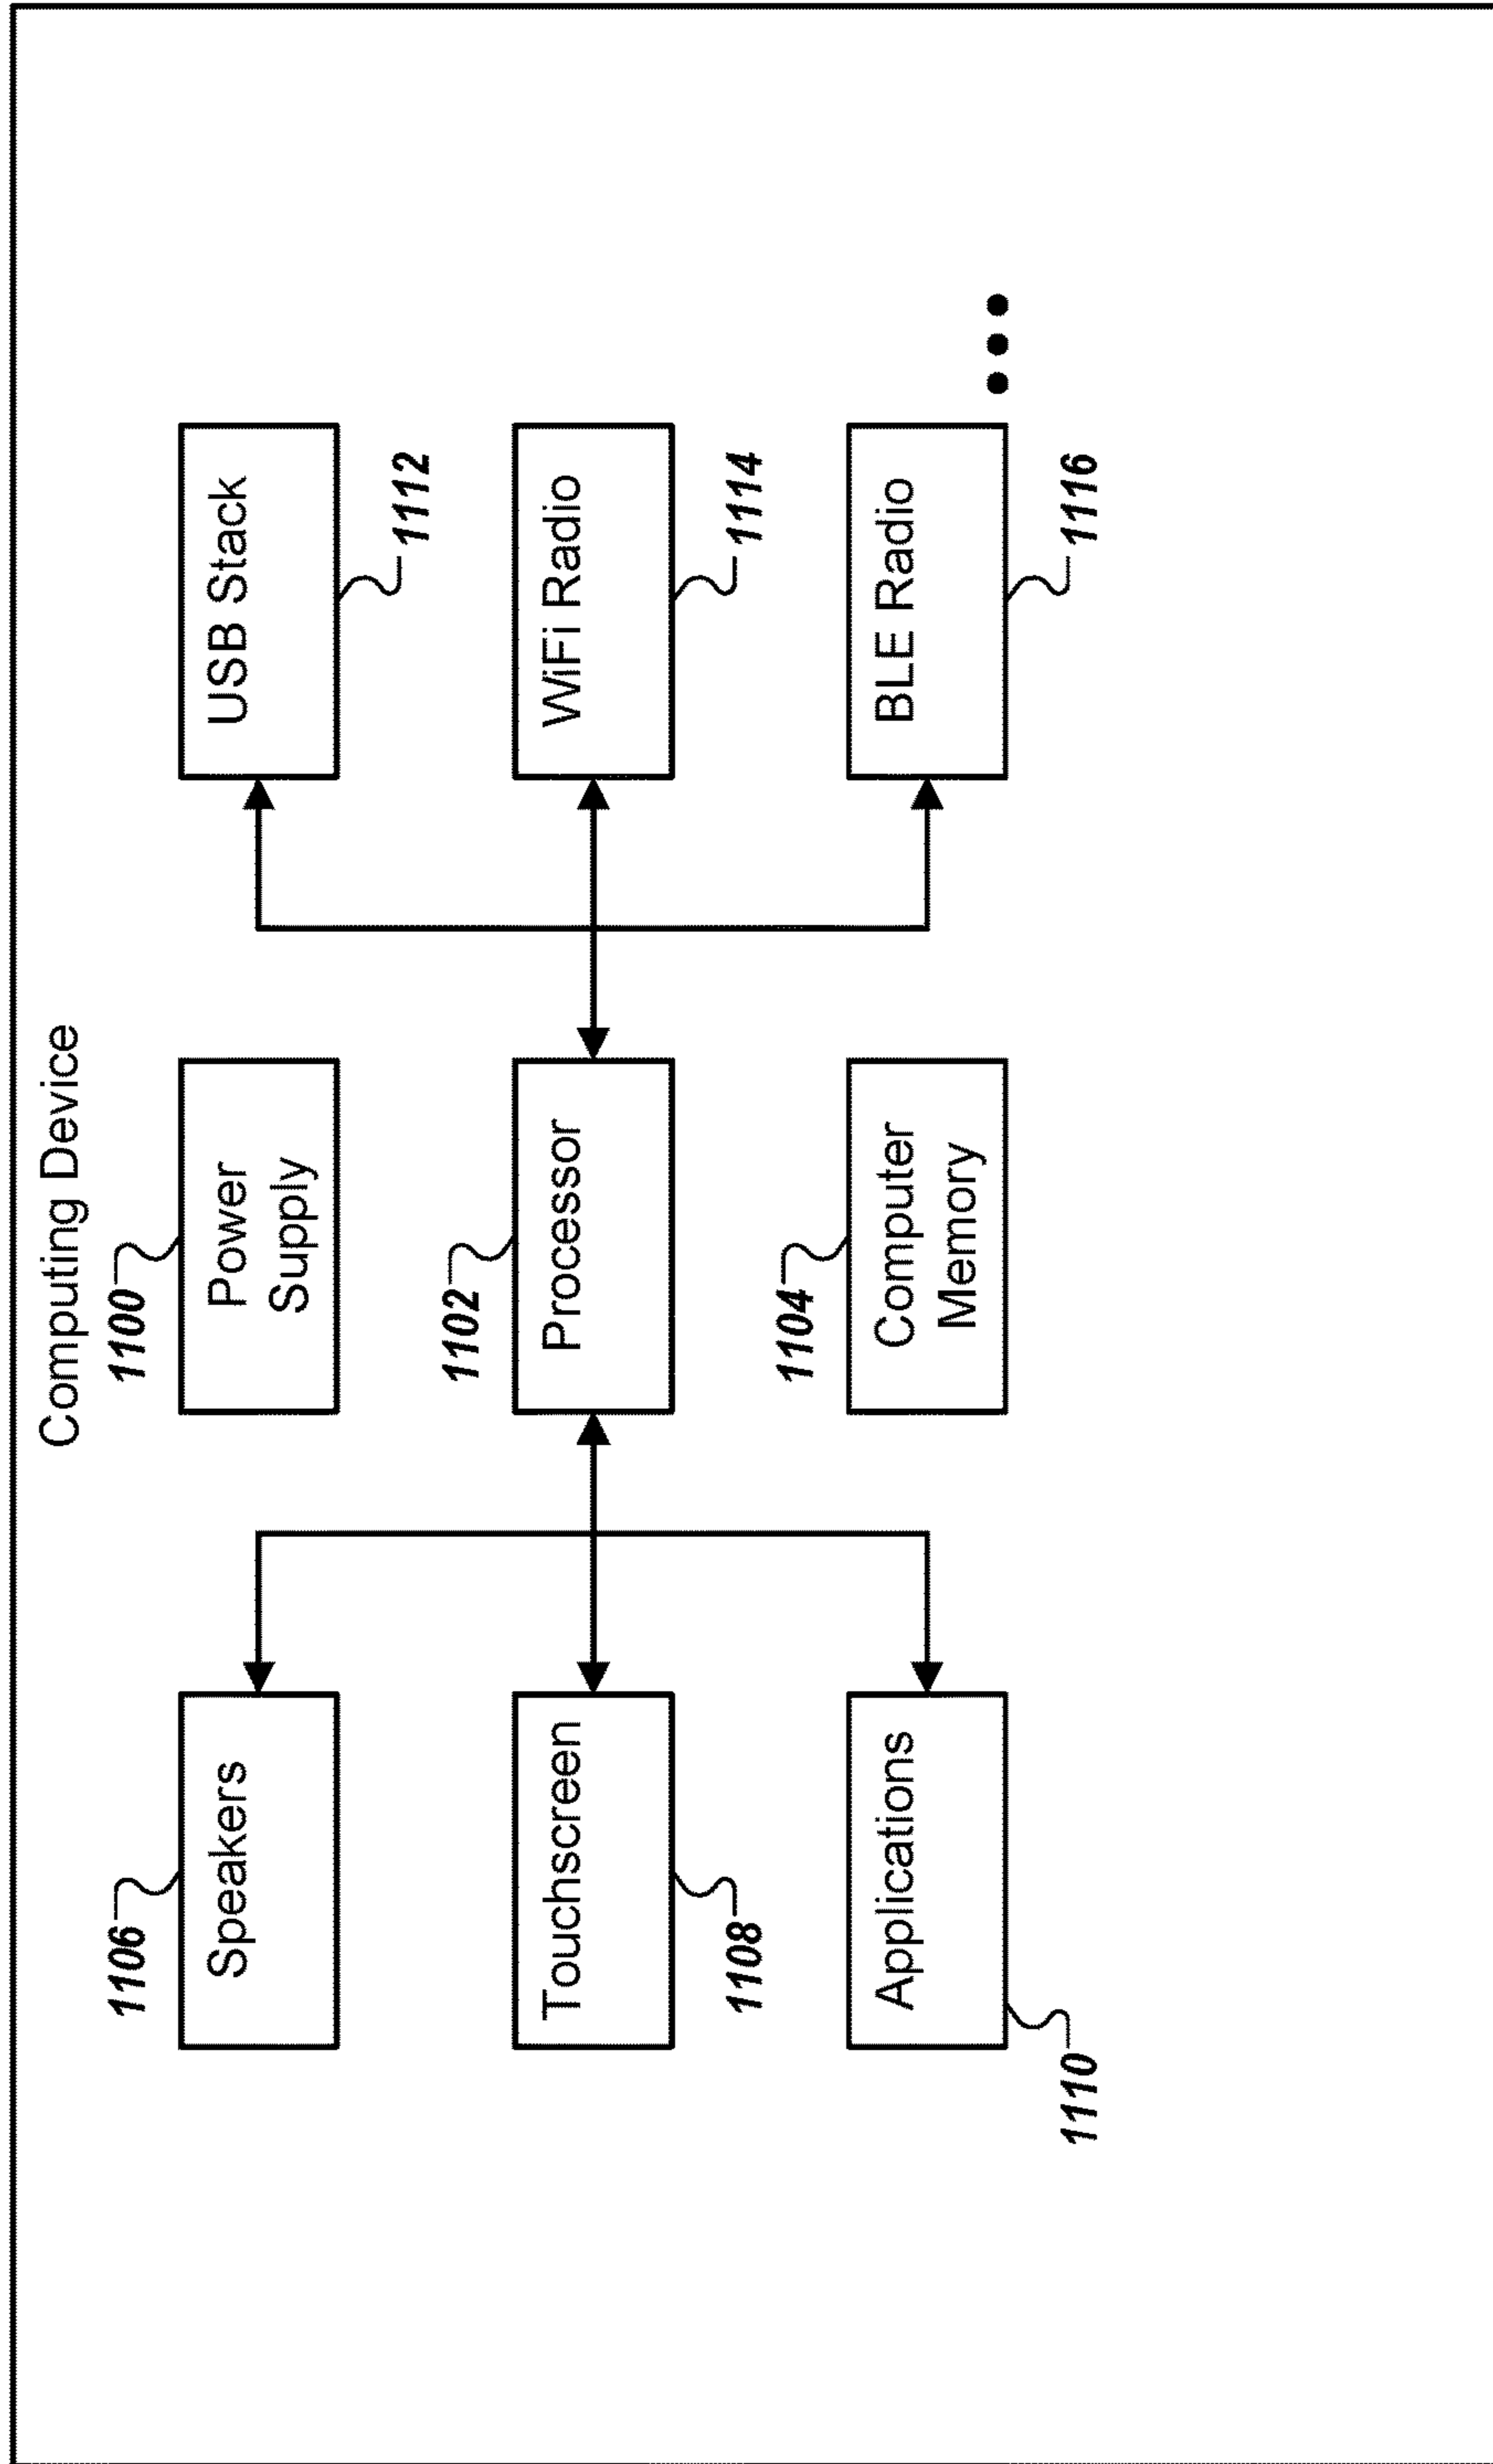 Computing Device
1106
Speakers
1100
Power
Supply
USB Stack
1112
1102
Touchscreen
1108
Processor
WiFi Radio
1114
1104
Applications
1110
Computer
Memory
BLE Radio
1116